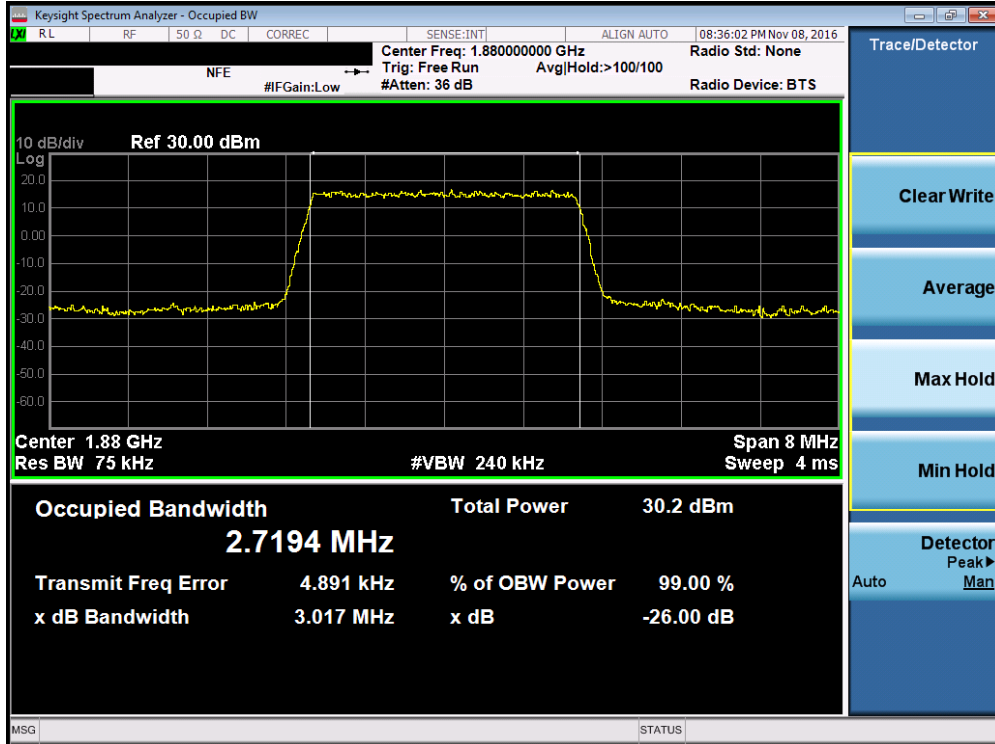 Keysight Spectrum Analyzer - Occupied BW
LXI RL RF 50 Ω DC CORREC SENSE:INT ALIGN AUTO 08:36:02 PM Nov 08, 2016
Center Freq: 1.880000000 GHz Radio Std: None
NFE Trig: Free Run Avg|Hold:>100/100
#IFGain:Low #Atten: 36 dB Radio Device: BTS
10 dB/div Ref 30.00 dBm
Log
20.0
10.0
0.00
-10.0
-20.0
-30.0
-40.0
-50.0
-60.0
Center 1.88 GHz Span 8 MHz
Res BW 75 kHz #VBW 240 kHz Sweep 4 ms
Occupied Bandwidth Total Power 30.2 dBm
2.7194 MHz
Transmit Freq Error 4.891 kHz % of OBW Power 99.00 %
x dB Bandwidth 3.017 MHz x dB -26.00 dB
MSG STATUS
Trace/Detector
Clear Write
Average
Max Hold
Min Hold
Detector
Peak▶
Auto Man